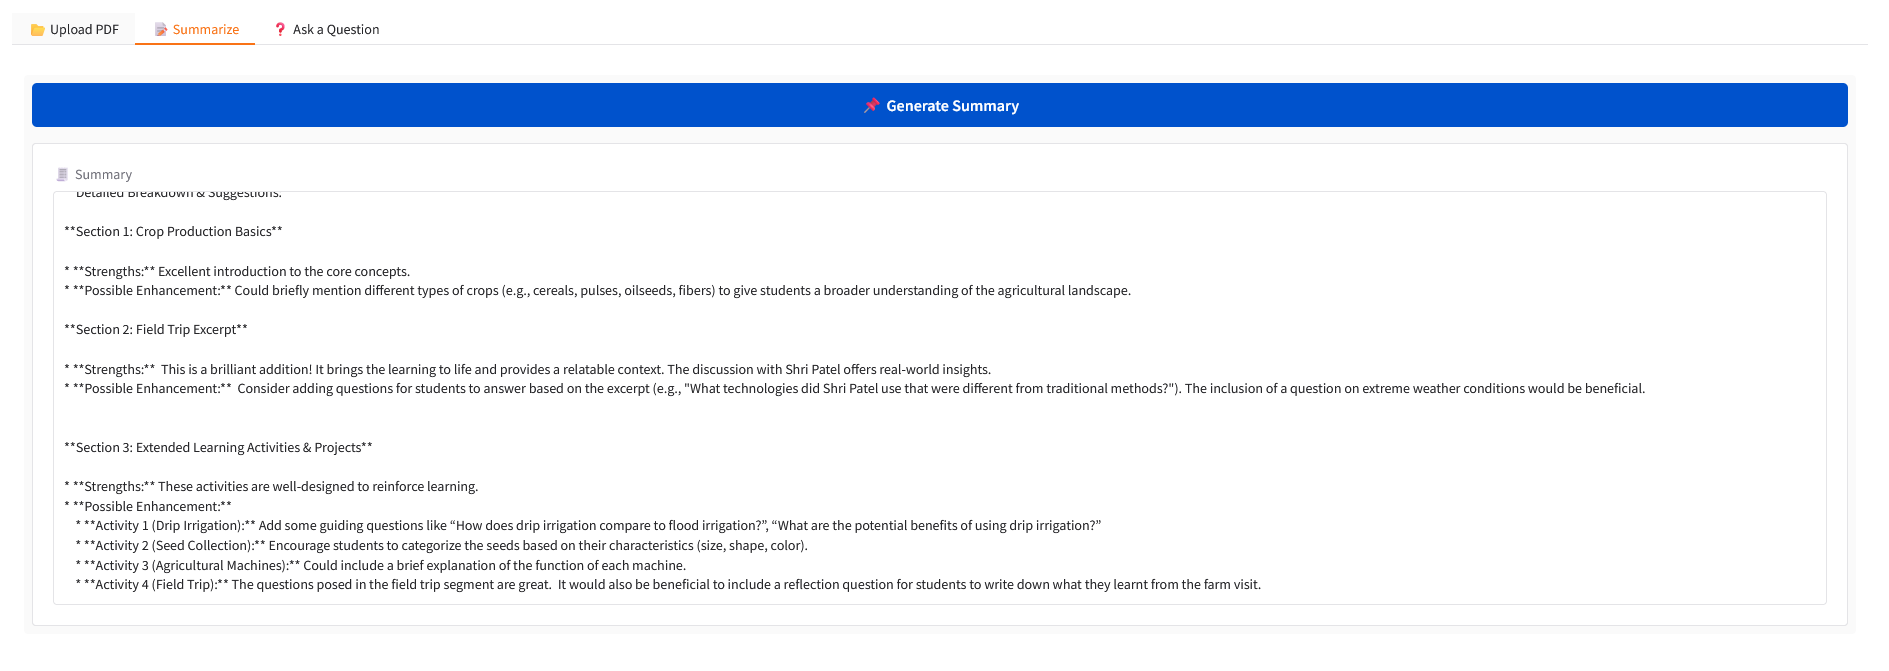 Upload PDF
Summarize
Ask a Question
Generate Summary
Summary
Detailed Breakdown & Suggestions:
**Section 1: Crop Production Basics**
* **Strengths:** Excellent introduction to the core concepts.
* **Possible Enhancement:** Could briefly mention different types of crops (e.g., cereals, pulses, oilseeds, fibers) to give students a broader understanding of the agricultural landscape.
**Section 2: Field Trip Excerpt**
* **Strengths:**  This is a brilliant addition! It brings the learning to life and provides a relatable context. The discussion with Shri Patel offers real-world insights.
* **Possible Enhancement:**  Consider adding questions for students to answer based on the excerpt (e.g., "What technologies did Shri Patel use that were different from traditional methods?"). The inclusion of a question on extreme weather conditions would be beneficial.
**Section 3: Extended Learning Activities & Projects**
* **Strengths:** These activities are well-designed to reinforce learning.
* **Possible Enhancement:**
* **Activity 1 (Drip Irrigation):** Add some guiding questions like “How does drip irrigation compare to flood irrigation?”, “What are the potential benefits of using drip irrigation?”
* **Activity 2 (Seed Collection):** Encourage students to categorize the seeds based on their characteristics (size, shape, color).
* **Activity 3 (Agricultural Machines):** Could include a brief explanation of the function of each machine.
* **Activity 4 (Field Trip):** The questions posed in the field trip segment are great.  It would also be beneficial to include a reflection question for students to write down what they learnt from the farm visit.